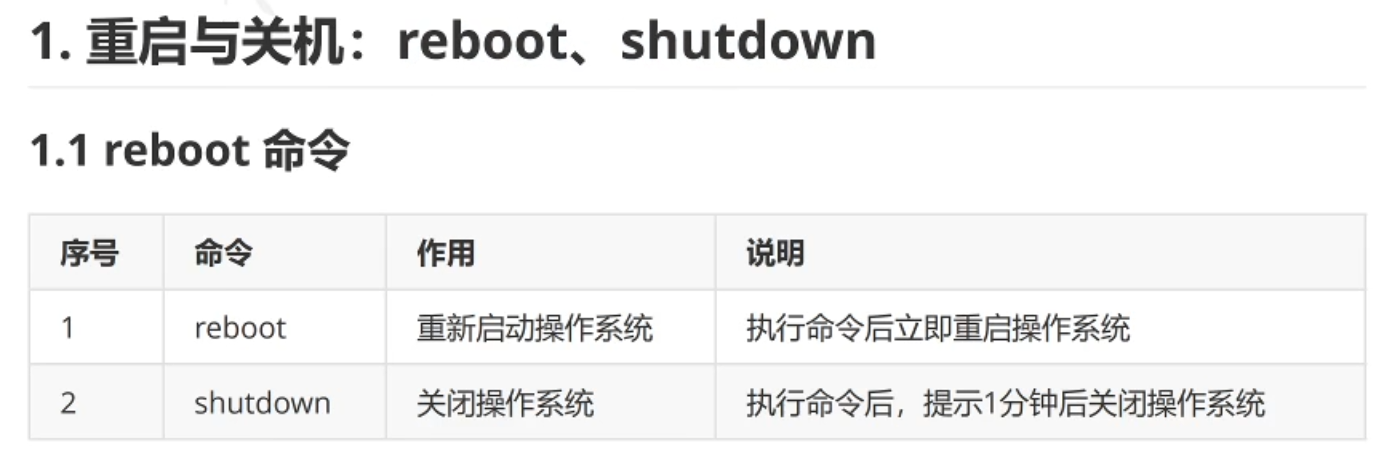 1. 重启与关机：reboot、shutdown
1.1 reboot 命令
序号 命令 作用 说明
1 reboot 重新启动操作系统 执行命令后立即重启操作系统
2 shutdown 关闭操作系统 执行命令后，提示1分钟后关闭操作系统